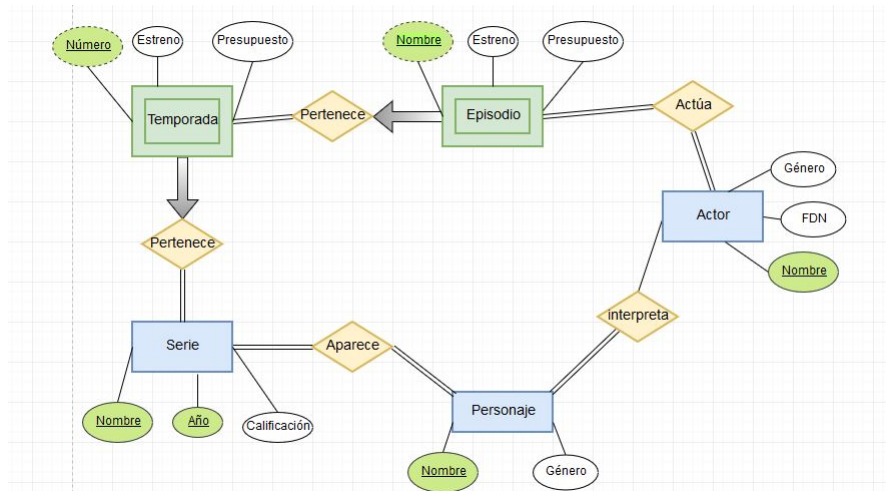 Número
Estreno
Presupuesto
Nombre
Estreno
Presupuesto
Temporada
Pertenece
Episodio
Actúa
Género
Actor
FDN
Nombre
Pertenece
interpreta
Serie
Aparece
Personaje
Nombre
Año
Calificación
Nombre
Género